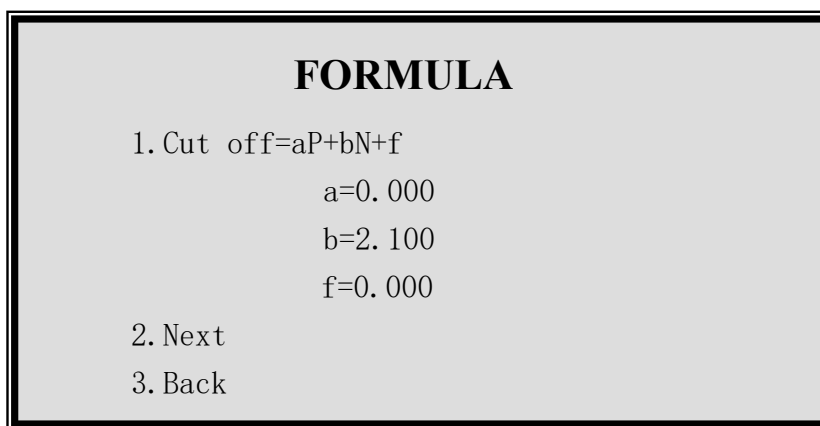 FORMULA
1.Cut off=aP+bN+f
a=0.000
b=2.100
f=0.000
2.Next
3.Back